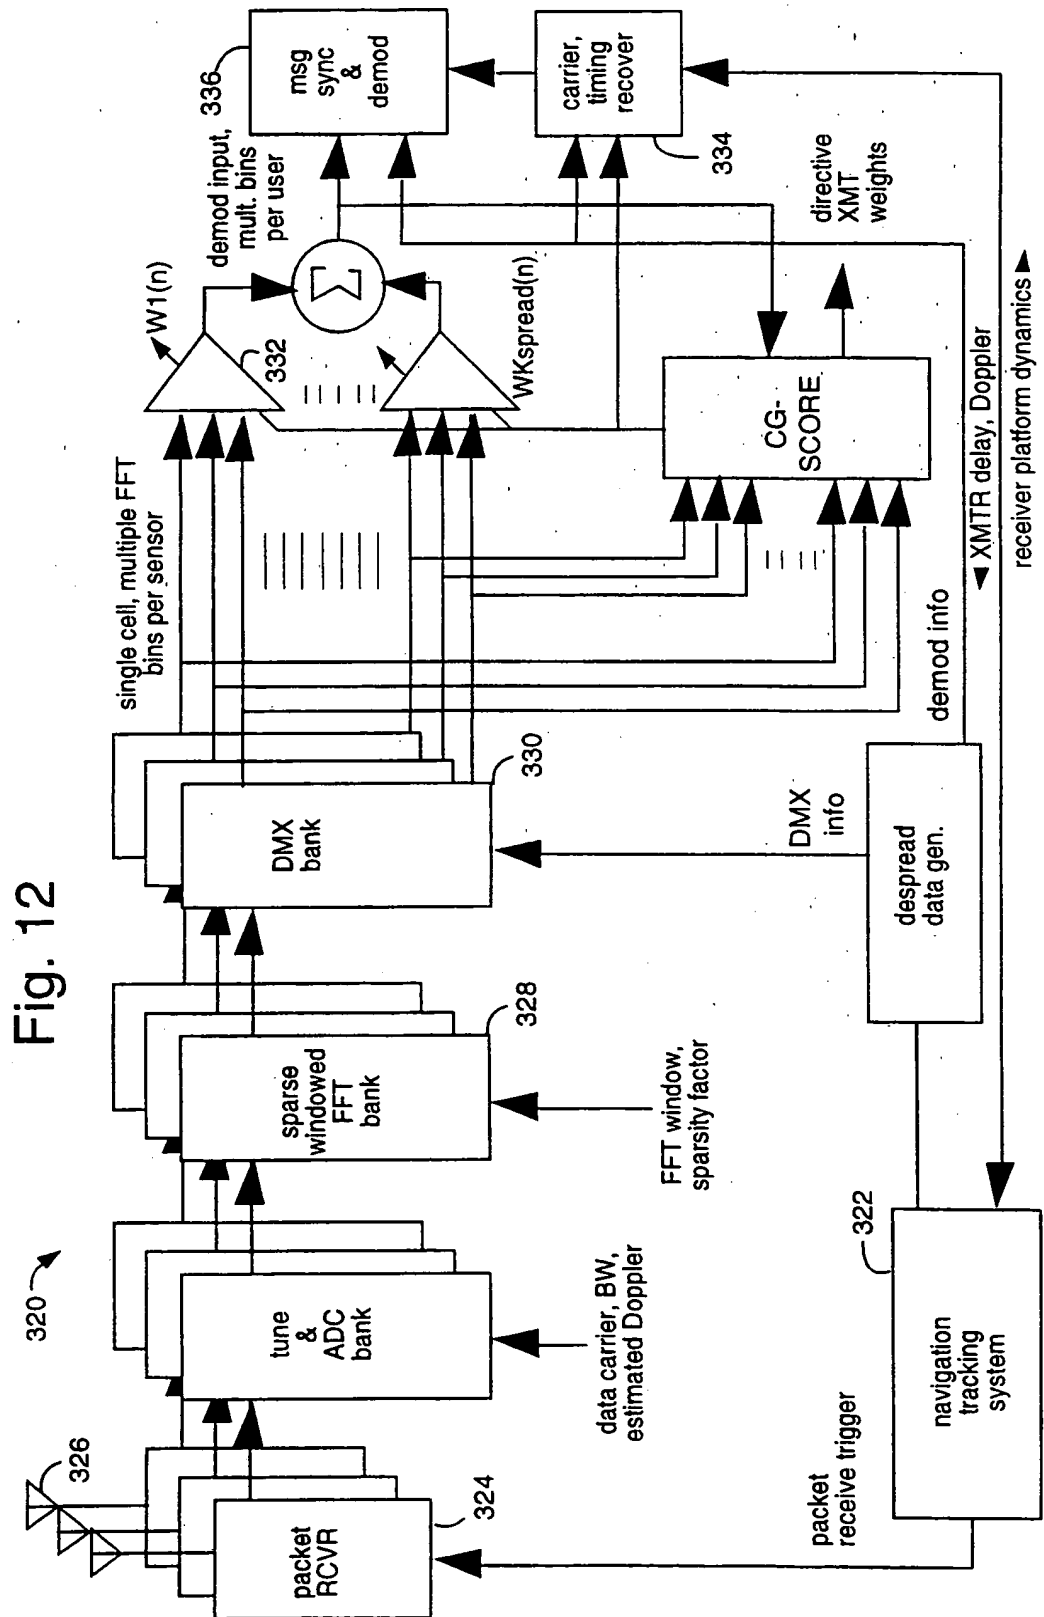 Fig. 12
320
326
packet
RCVR
324
tune
&
ADC
bank
data carrier, BW,
estimated Doppler
sparse
windowed
FFT
bank
328
FFT window,
sparsity factor
DMX
bank
330
DMX
info
single cell, multiple FFT
bins per sensor
W1(n)
332
WKspread(n)
Σ
demod input,
mult. bins
per user
336
msg
sync
&
demod
carrier,
timing
recover
334
directive
XMT
weights
CG-
SCORE
packet
receive trigger
322
navigation
tracking
system
despread
data gen.
demod info
XMTR delay, Doppler
receiver platform dynamics